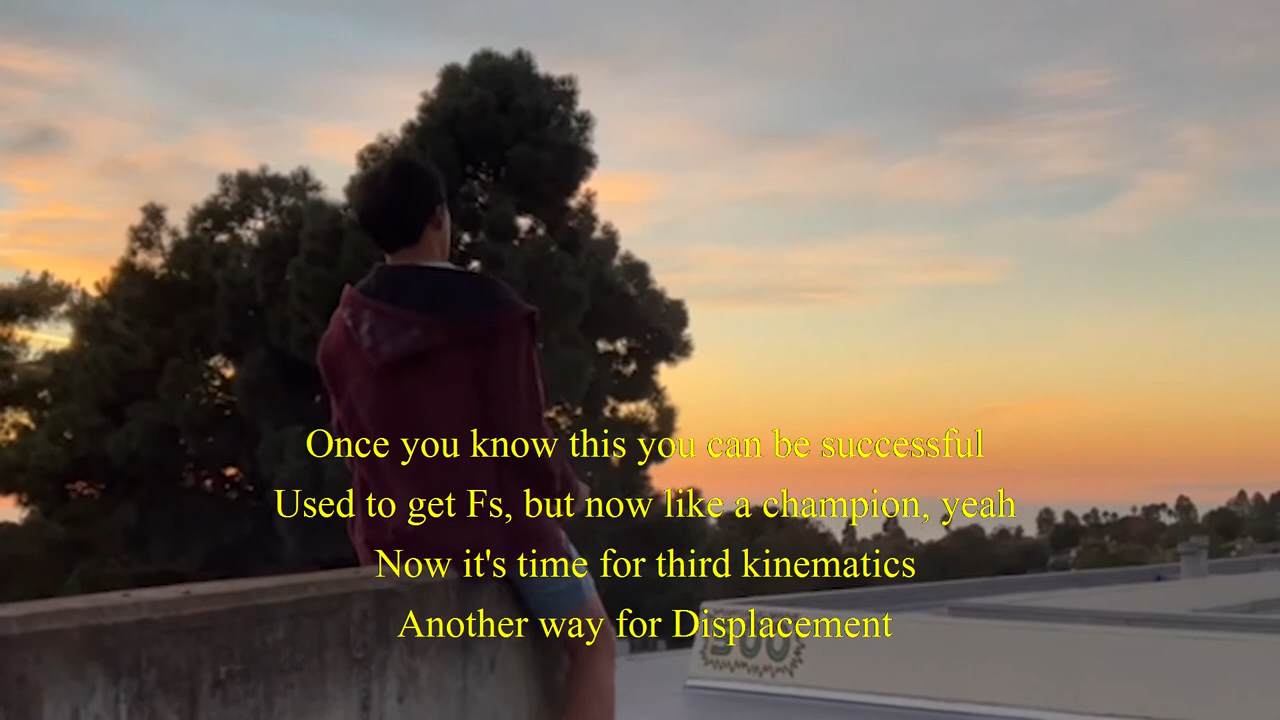 Once you know this you can be successful
Used to get Fs, but now like a champion, yeah
Now it's time for third kinematics
Another way for Displacement
300